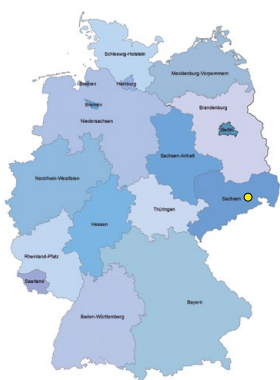 Schleswig-Holstein
Mecklenburg-Vorpommern
Bremen
Hamburg
Bremen
Brandenburg
Niedersachsen
Berlin
Sachsen-Anhalt
Nordrhein-Westfalen
Sachsen
Hessen
Thüringen
Rheinland-Pfalz
Saarland
Bayern
Baden-Württemberg